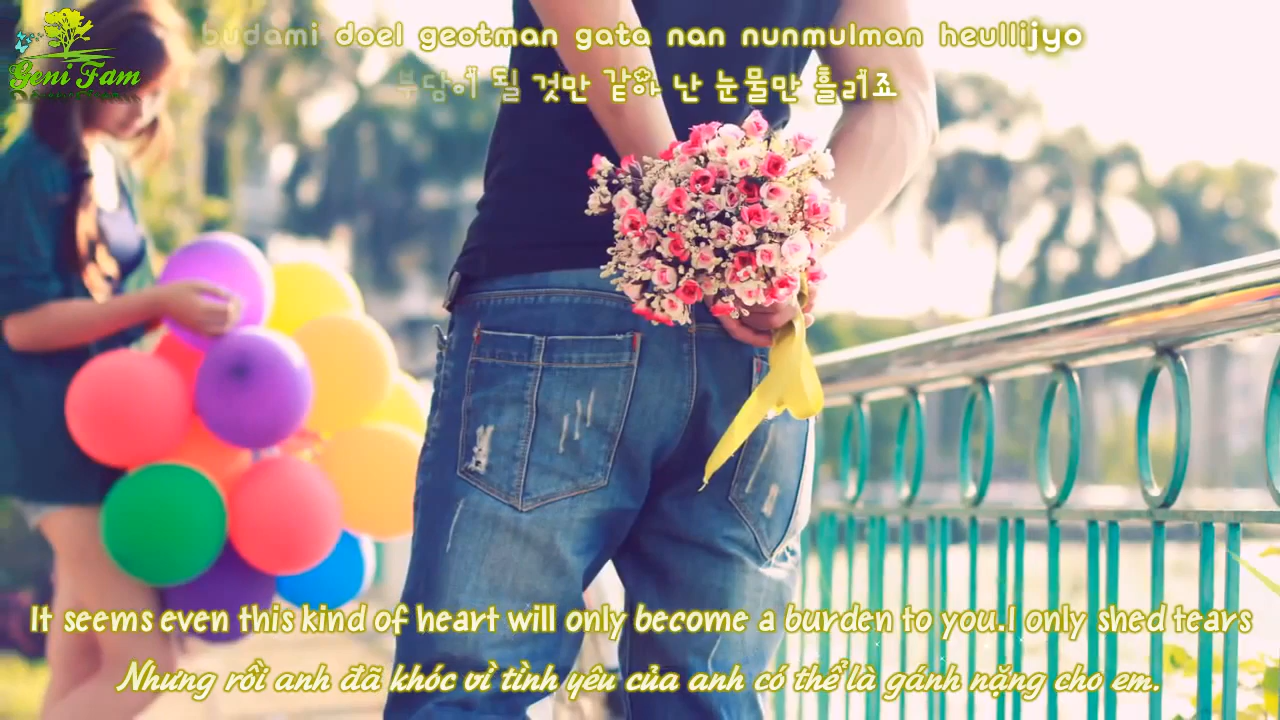 Geni Fam
budami doel geotman gata nan nunmulman heullijyo
부담이 될 것만 같아 난 눈물만 흘리죠
It seems even this kind of heart will only become a burden to you.I only shed tears
Nhưng rồi anh đã khóc vì tình yêu của anh có thể là gánh nặng cho em.